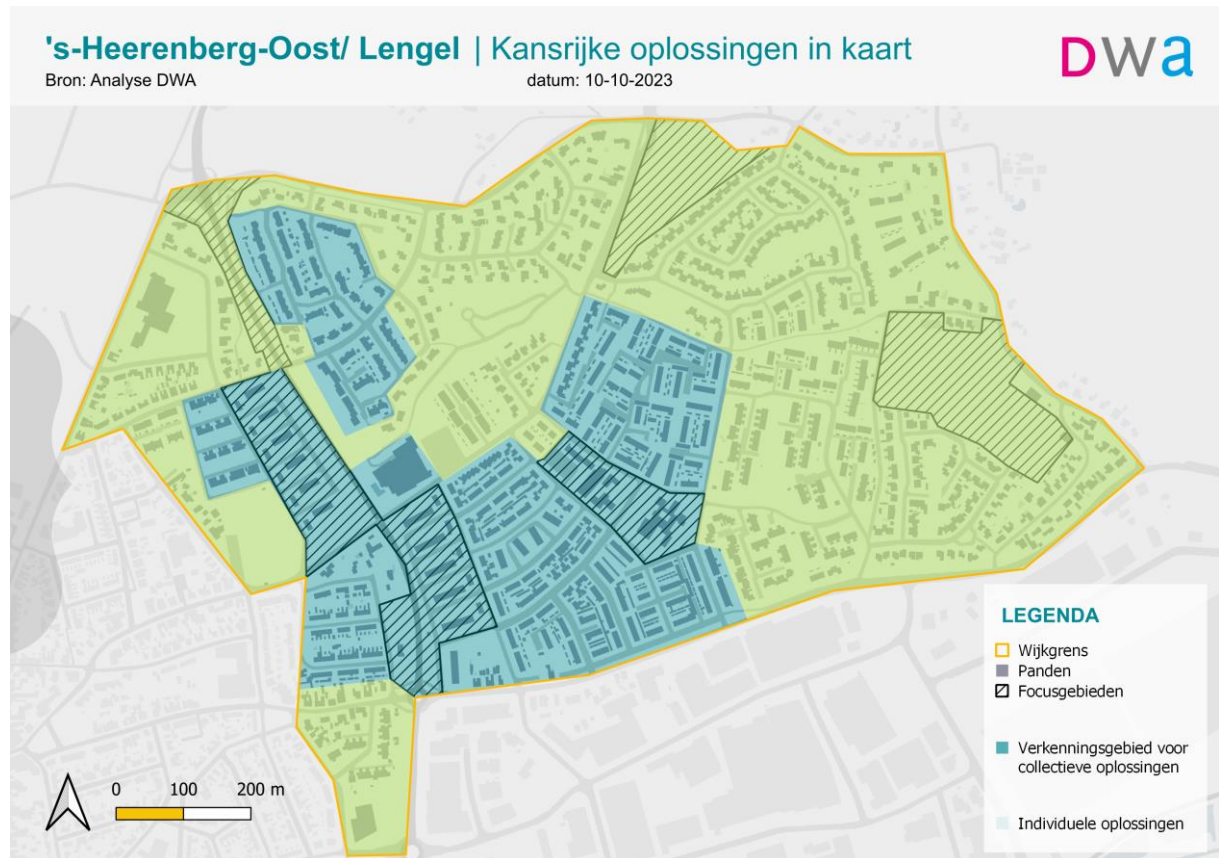 's-Heerenberg-Oost/ Lengel | Kansrijke oplossingen in kaart
Bron: Analyse DWA datum: 10-10-2023
DWa
LEGENDA
Wijkgrens
Panden
Focusgebieden
Verkenningsgebied voor
collectieve oplossingen
Individuele oplossingen
0 100 200 m